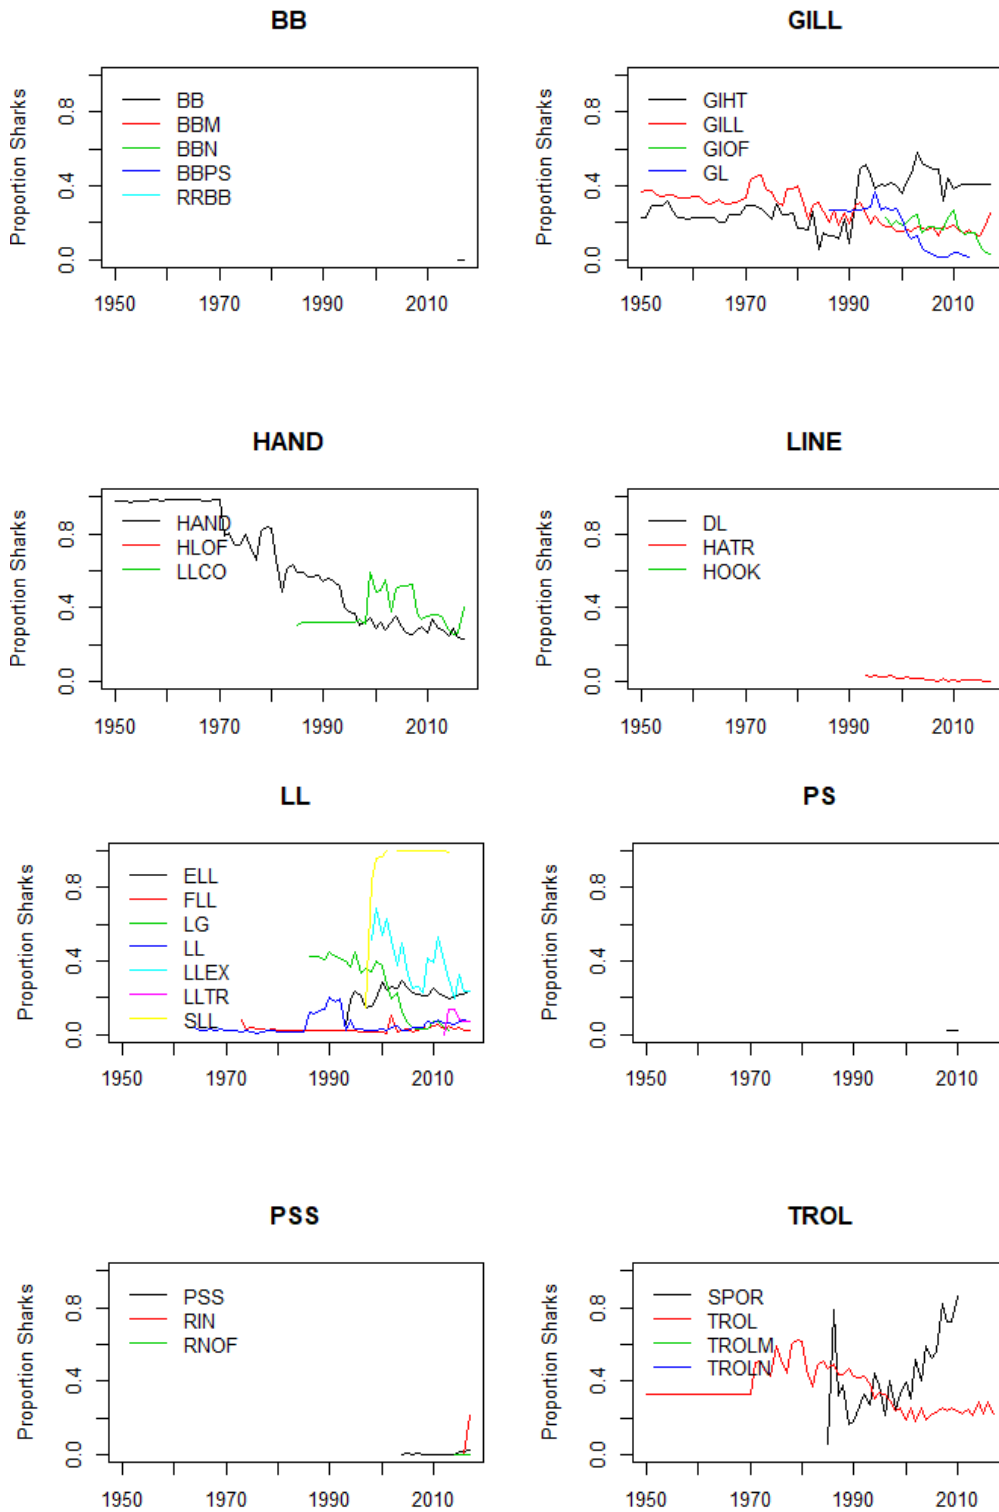 BB
Proportion Sharks
0.0 0.4 0.8
BB
BBM
BBN
BBPS
RRBB
1950 1970 1990 2010
GILL
Proportion Sharks
0.0 0.4 0.8
GIHT
GILL
GIOF
GL
1950 1970 1990 2010
HAND
Proportion Sharks
0.0 0.4 0.8
HAND
HLOF
LLCO
1950 1970 1990 2010
LINE
Proportion Sharks
0.0 0.4 0.8
DL
HATR
HOOK
1950 1970 1990 2010
LL
Proportion Sharks
0.0 0.4 0.8
ELL
FLL
LG
LL
LLEX
LLTR
SLL
1950 1970 1990 2010
PS
Proportion Sharks
0.0 0.4 0.8
1950 1970 1990 2010
PSS
Proportion Sharks
0.0 0.4 0.8
PSS
RIN
RNOF
1950 1970 1990 2010
TROL
Proportion Sharks
0.0 0.4 0.8
SPOR
TROL
TROLM
TROLN
1950 1970 1990 2010